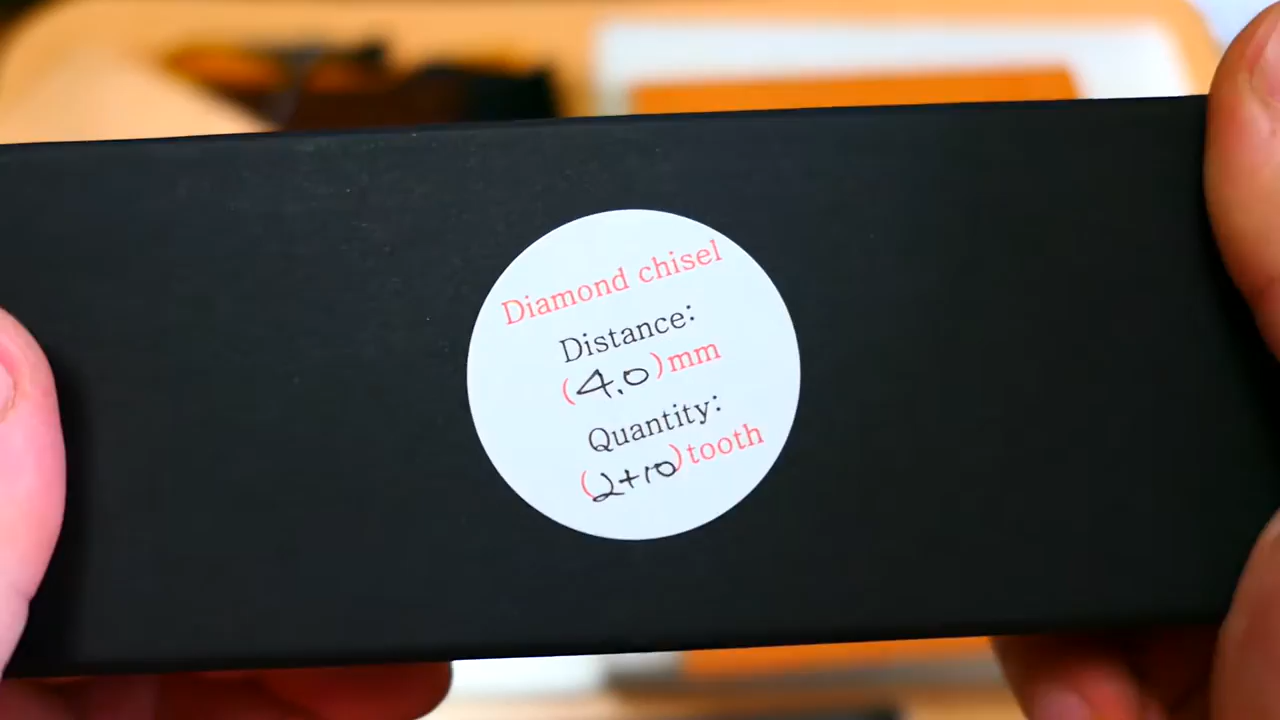 Diamond chisel
Distance:
(4.0)mm
Quantity:
(2+10)tooth